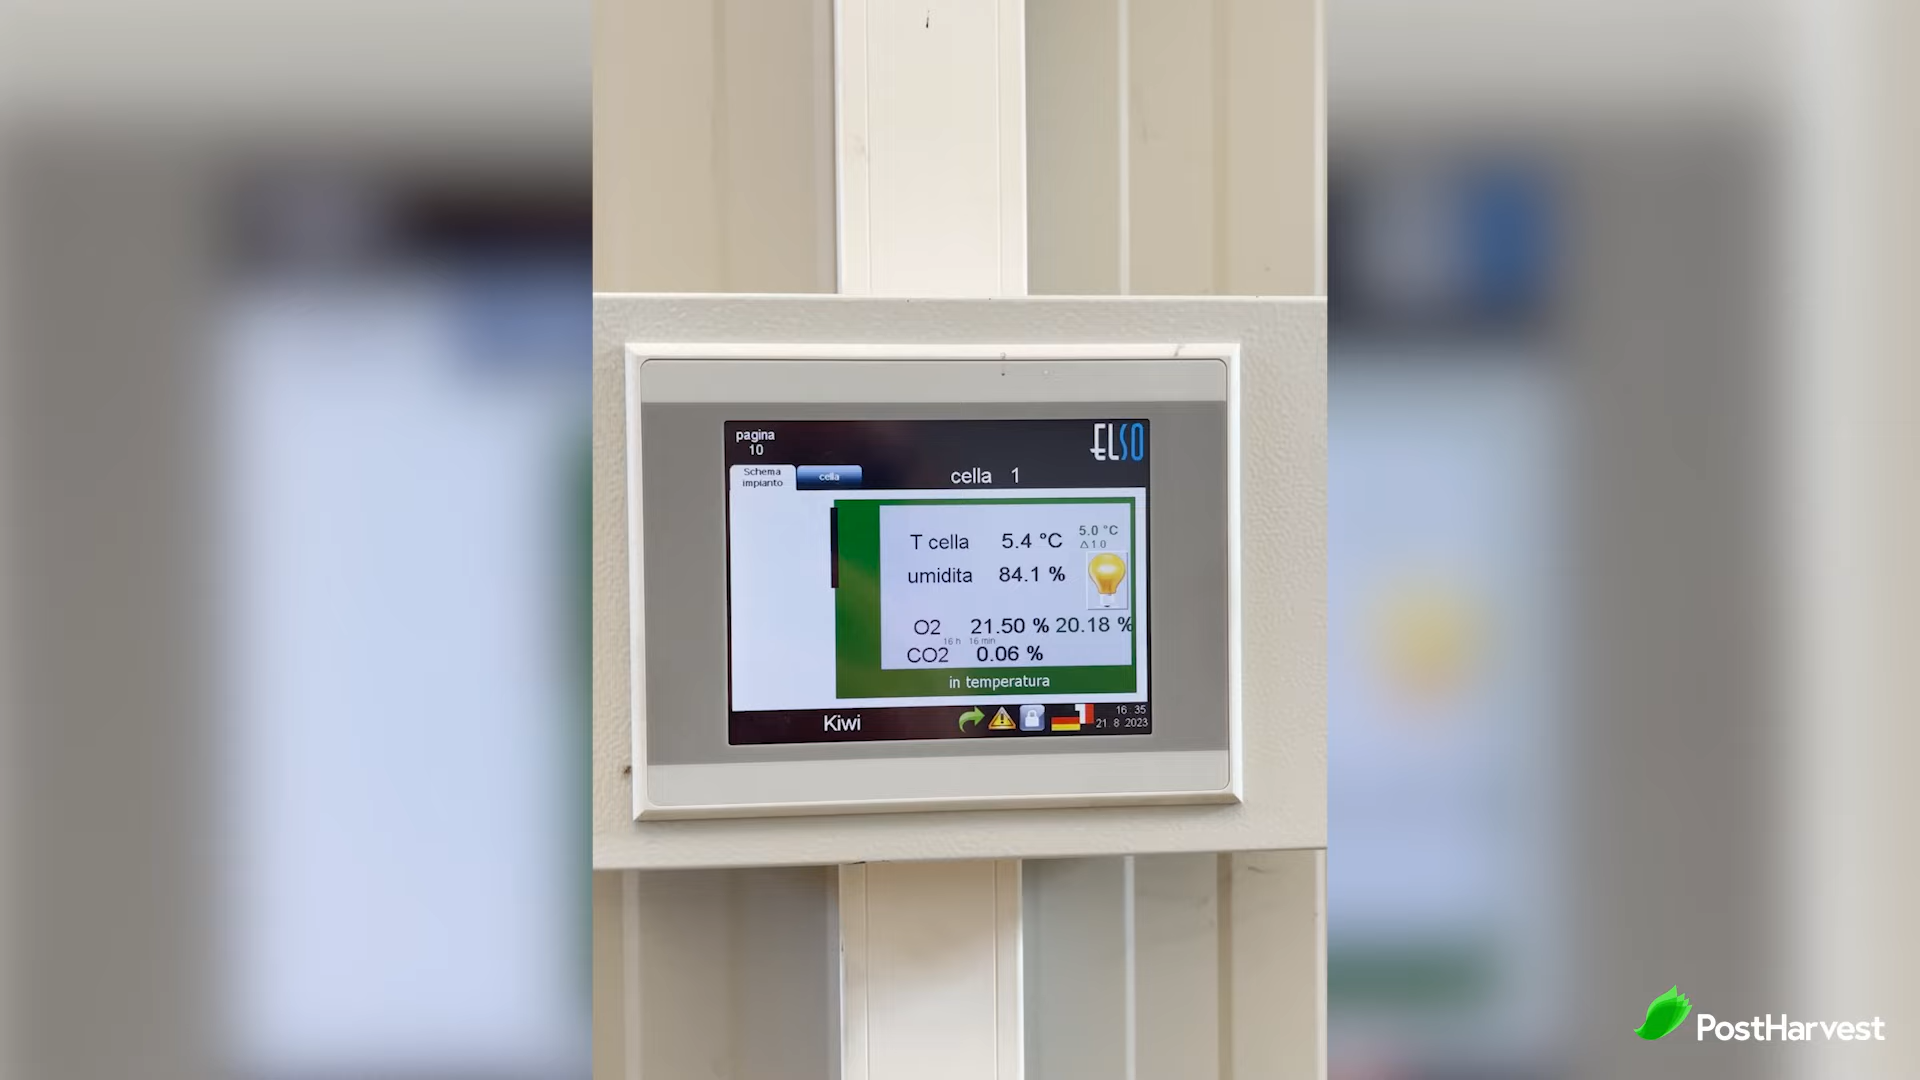 pagina
10
ELSO
Schema
impianto
cella
cella 1
T cella 5.4 °C 5.0 °C
△1.0
umidita 84.1 %
O2 21.50 % 20.18 %
16 h 16 min
CO2 0.06 %
in temperatura
Kiwi
16:35
21. 8 .2023
PostHarvest